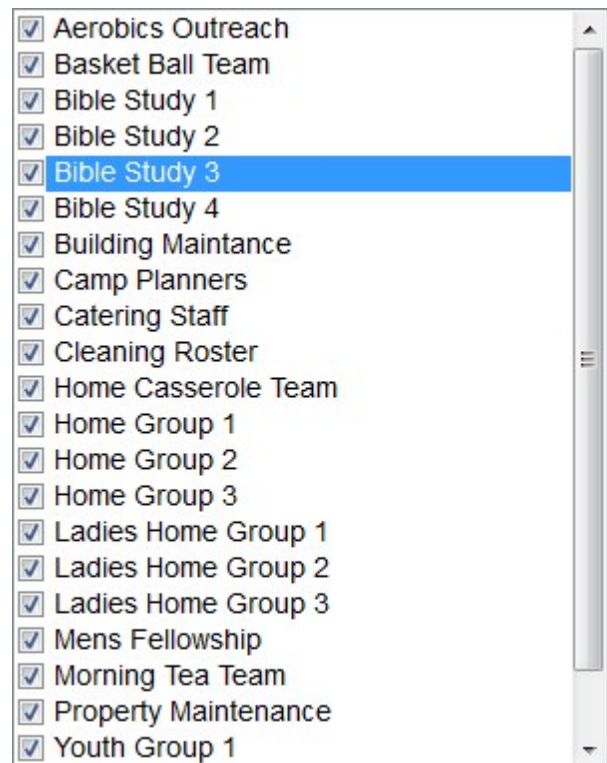 Aerobics Outreach
Basket Ball Team
Bible Study 1
Bible Study 2
Bible Study 3
Bible Study 4
Building Maintance
Camp Planners
Catering Staff
Cleaning Roster
Home Casserole Team
Home Group 1
Home Group 2
Home Group 3
Ladies Home Group 1
Ladies Home Group 2
Ladies Home Group 3
Mens Fellowship
Morning Tea Team
Property Maintenance
Youth Group 1